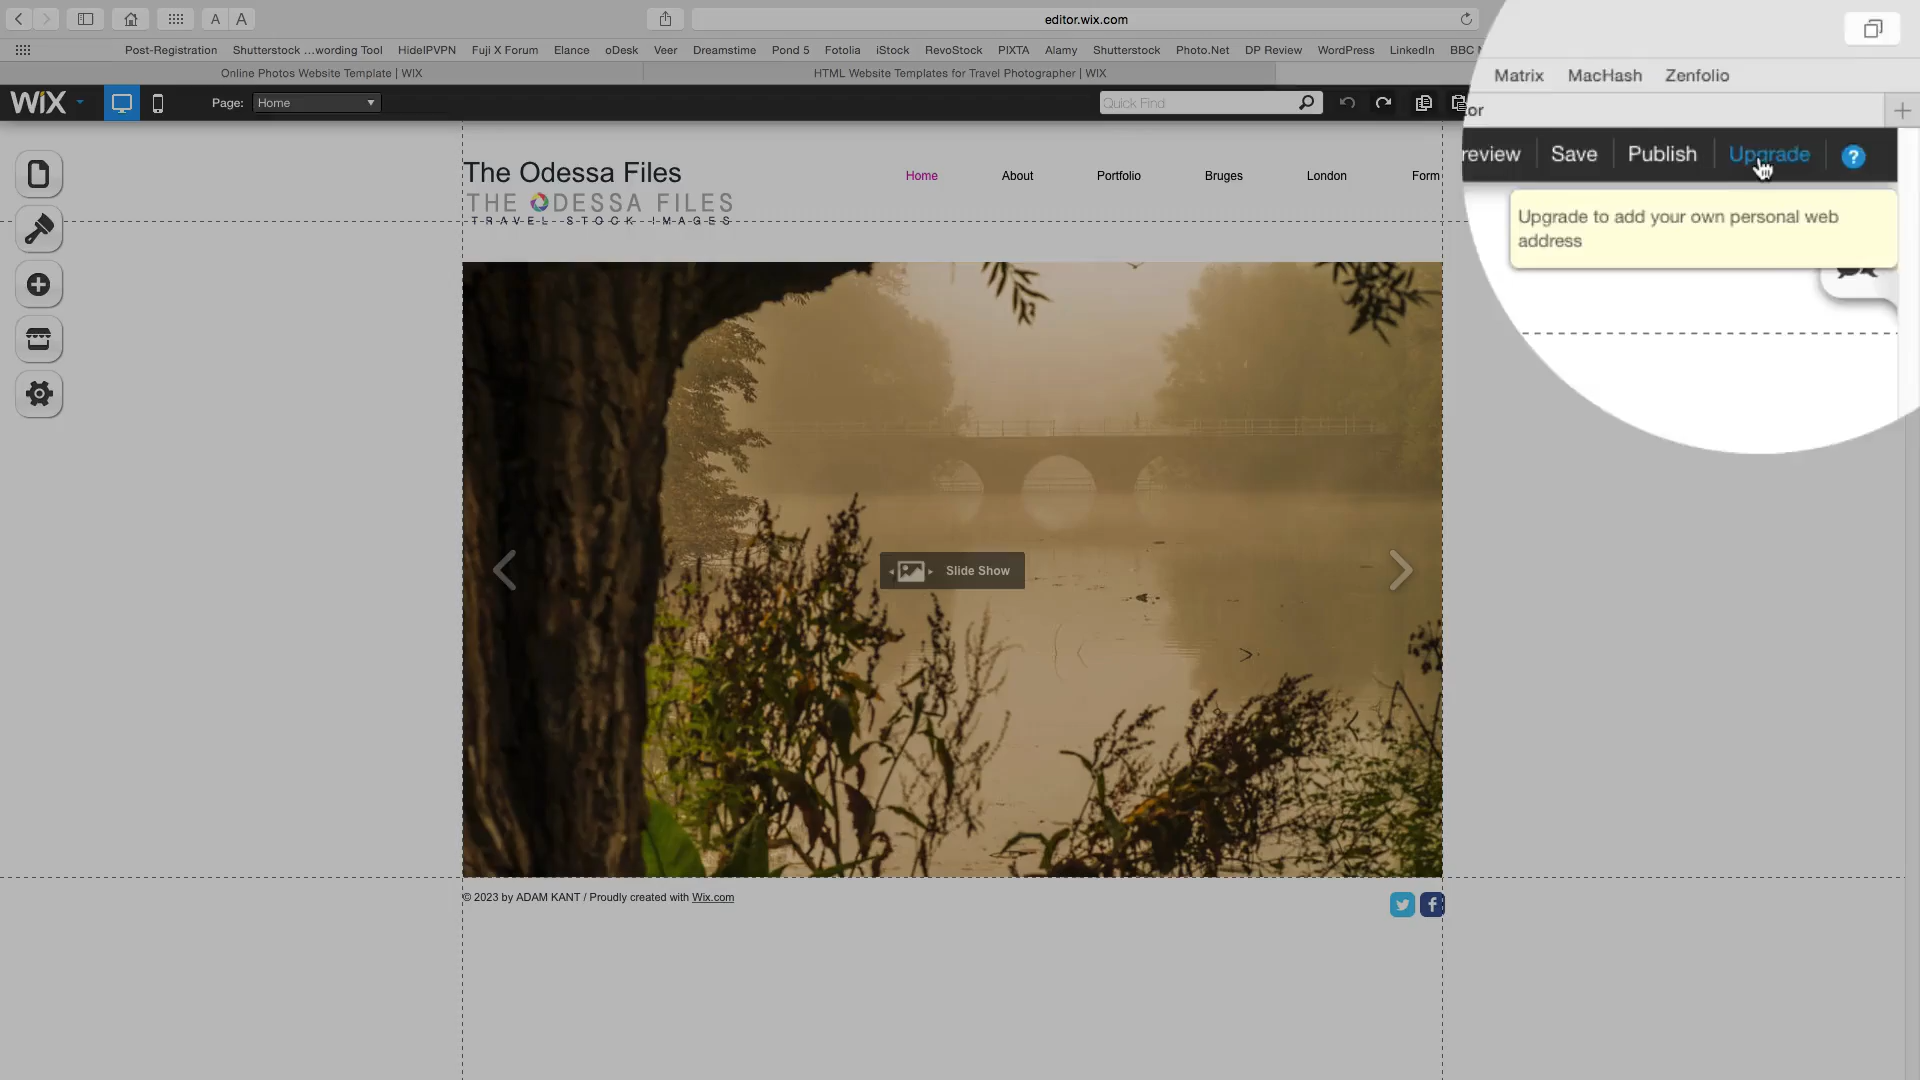 A A
editor.wix.com
Post-Registration Shutterstock ...wording Tool HideIPVPN Fuji X Forum Elance oDesk Veer Dreamstime Pond 5 Fotolia iStock RevoStock PIXTA Alamy Shutterstock Photo.Net DP Review WordPress LinkedIn BBC
Matrix MacHash Zenfolio
Online Photos Website Template | WIX HTML Website Templates for Travel Photographer | WIX
tor
WiX Page: Home Quick Find
review Save Publish Upgrade ?
Upgrade to add your own personal web
address
The Odessa Files
THE ODESSA FILES
TRAVEL STOCK IMAGES
Home About Portfolio Bruges London Form
Slide Show
© 2023 by ADAM KANT / Proudly created with Wix.com